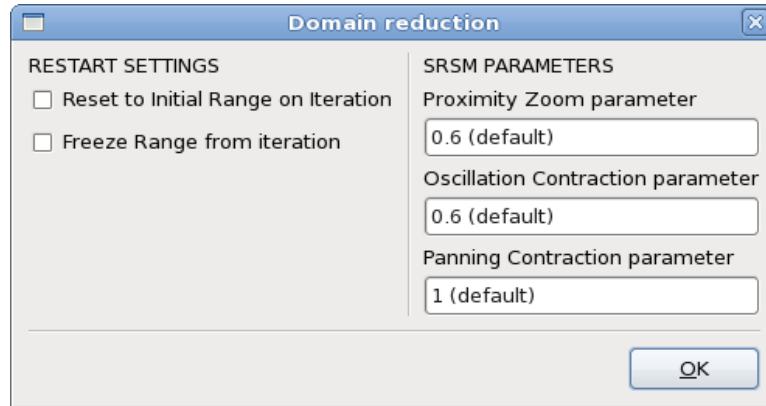 Domain reduction
RESTART SETTINGS
Reset to Initial Range on Iteration
Freeze Range from iteration
SRSM PARAMETERS
Proximity Zoom parameter
0.6 (default)
Oscillation Contraction parameter
0.6 (default)
Panning Contraction parameter
1 (default)
OK